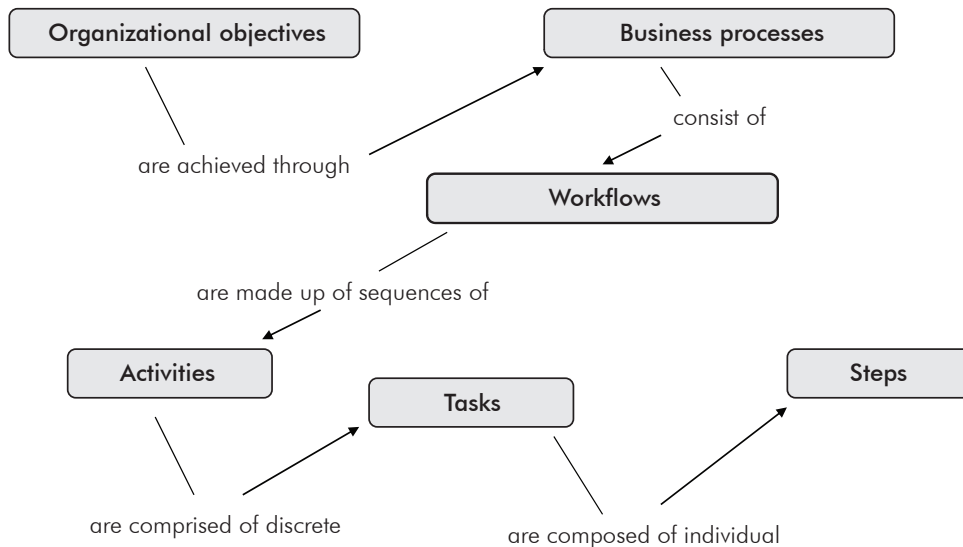 Organizational objectives
Business processes
consist of
are achieved through
Workflows
are made up of sequences of
Activities
Tasks
Steps
are comprised of discrete
are composed of individual